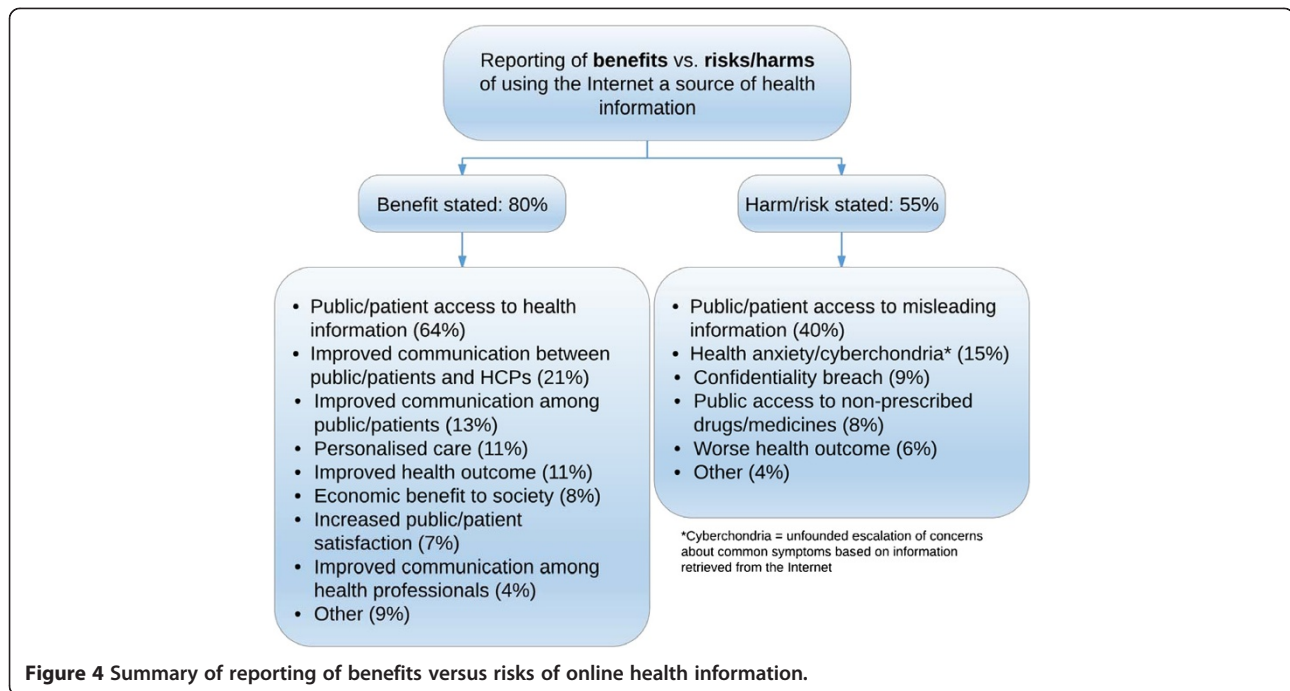 Reporting of benefits vs. risks/harms
of using the Internet a source of health
information
Benefit stated: 80%
Harm/risk stated: 55%
• Public/patient access to health
information (64%)
• Improved communication between
public/patients and HCPs (21%)
• Improved communication among
public/patients (13%)
• Personalised care (11%)
• Improved health outcome (11%)
• Economic benefit to society (8%)
• Increased public/patient
satisfaction (7%)
• Improved communication among
health professionals (4%)
• Other (9%)
• Public/patient access to misleading
information (40%)
• Health anxiety/cyberchondria* (15%)
• Confidentiality breach (9%)
• Public access to non-prescribed
drugs/medicines (8%)
• Worse health outcome (6%)
• Other (4%)
*Cyberchondria = unfounded escalation of concerns
about common symptoms based on information
retrieved from the Internet
Figure 4 Summary of reporting of benefits versus risks of online health information.